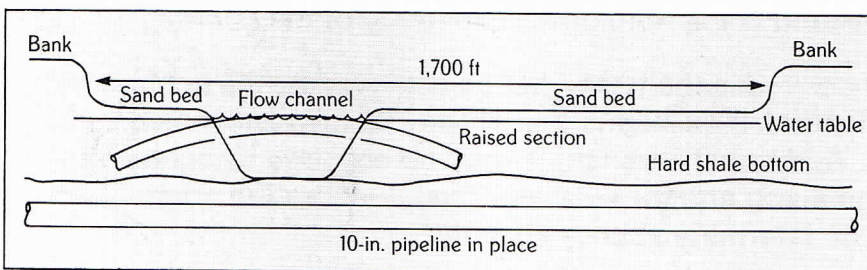 Bank
Bank
1,700 ft
Sand bed
Flow channel
Sand bed
Water table
Raised section
Hard shale bottom
10-in. pipeline in place